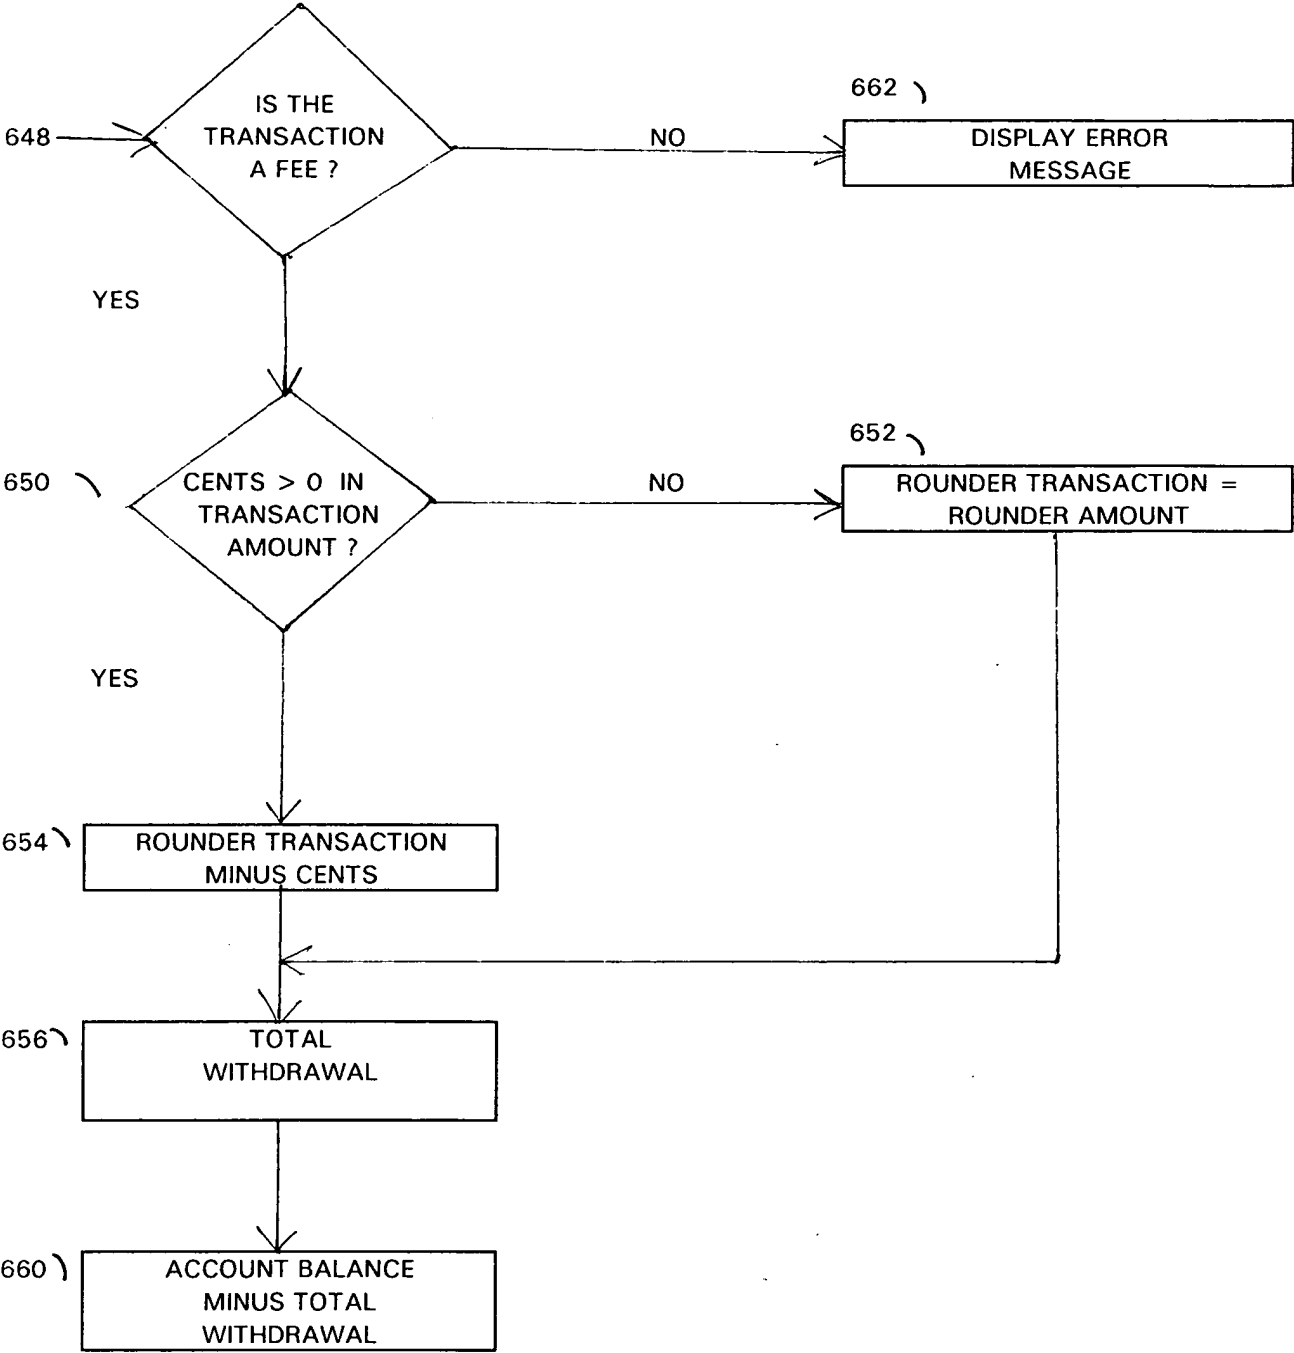 648
IS THE
TRANSACTION
A FEE ?
NO
662
DISPLAY ERROR
MESSAGE
YES
650
CENTS > 0 IN
TRANSACTION
AMOUNT ?
NO
652
ROUNDER TRANSACTION =
ROUNDER AMOUNT
YES
654
ROUNDER TRANSACTION
MINUS CENTS
656
TOTAL
WITHDRAWAL
660
ACCOUNT BALANCE
MINUS TOTAL
WITHDRAWAL